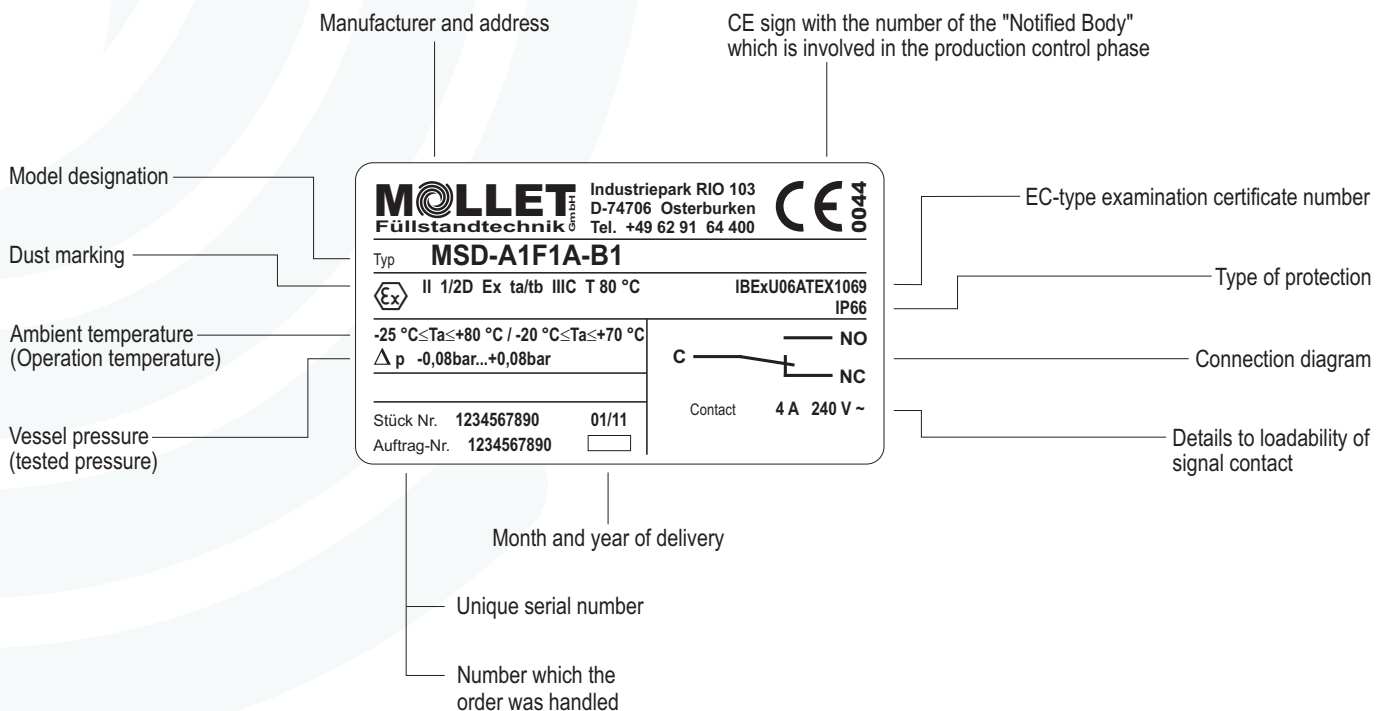 Manufacturer and address
CE sign with the number of the "Notified Body"
which is involved in the production control phase
Model designation
Dust marking
Ambient temperature
(Operation temperature)
Vessel pressure
(tested pressure)
MOLLET GmbH
Füllstandtechnik
Industriepark RIO 103
D-74706 Osterburken
Tel. +49 62 91 64 400
CE 0044
Typ MSD-A1F1A-B1
Ex II 1/2D Ex ta/tb IIIC T 80 °C
IBExU06ATEX1069
IP66
-25 °C≤Ta≤+80 °C / -20 °C≤Ta≤+70 °C
Δ p -0,08bar...+0,08bar
NO
C
NC
Contact 4 A 240 V ~
Stück Nr. 1234567890 01/11
Auftrag-Nr. 1234567890
EC-type examination certificate number
Type of protection
Connection diagram
Details to loadability of
signal contact
Month and year of delivery
Unique serial number
Number which the
order was handled